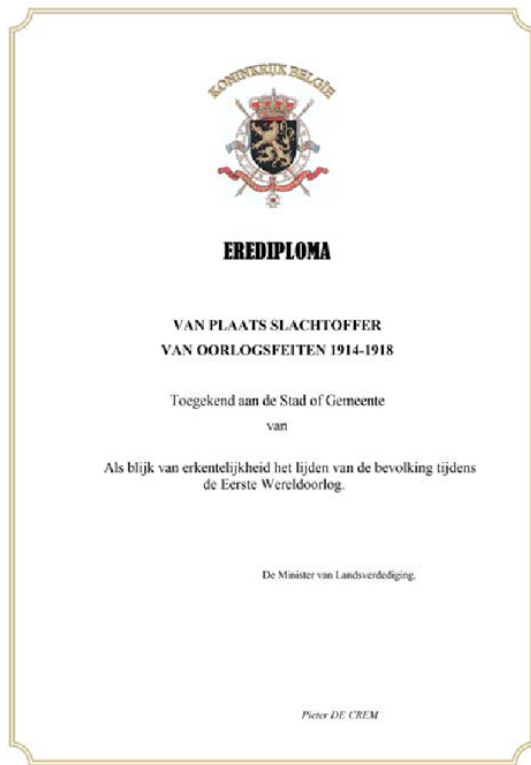 KONINKRIJK BELGIË
EREDIPLOMA
VAN PLAATS SLACHTOFFER
VAN OORLOGSFEITEN 1914-1918
Toegekend aan de Stad of Gemeente
van
Als blijk van erkentelijkheid het lijden van de bevolking tijdens
de Eerste Wereldoorlog.
De Minister van Landsverdediging,
Pieter DE CREM